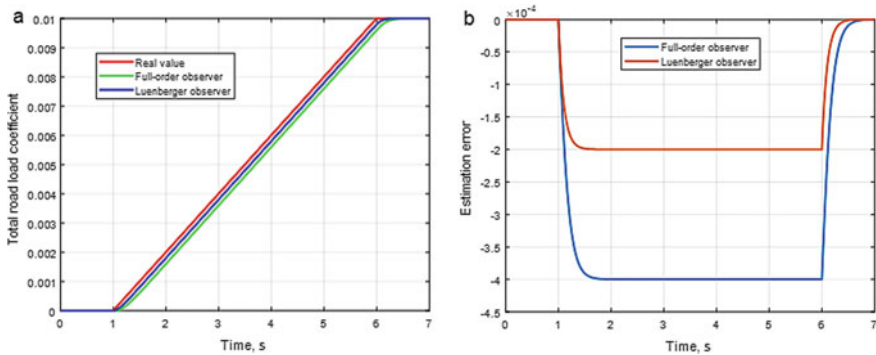 a
Total road load coefficient
0.01
0.009
0.008
0.007
0.006
0.005
0.004
0.003
0.002
0.001
0
Real value
Full-order observer
Luenberger observer
0 1 2 3 4 5 6 7
Time, s
b
×10⁻⁴
Estimation error
0
-0.5
-1
-1.5
-2
-2.5
-3
-3.5
-4
-4.5
Full-order observer
Luenberger observer
0 1 2 3 4 5 6 7
Time, s